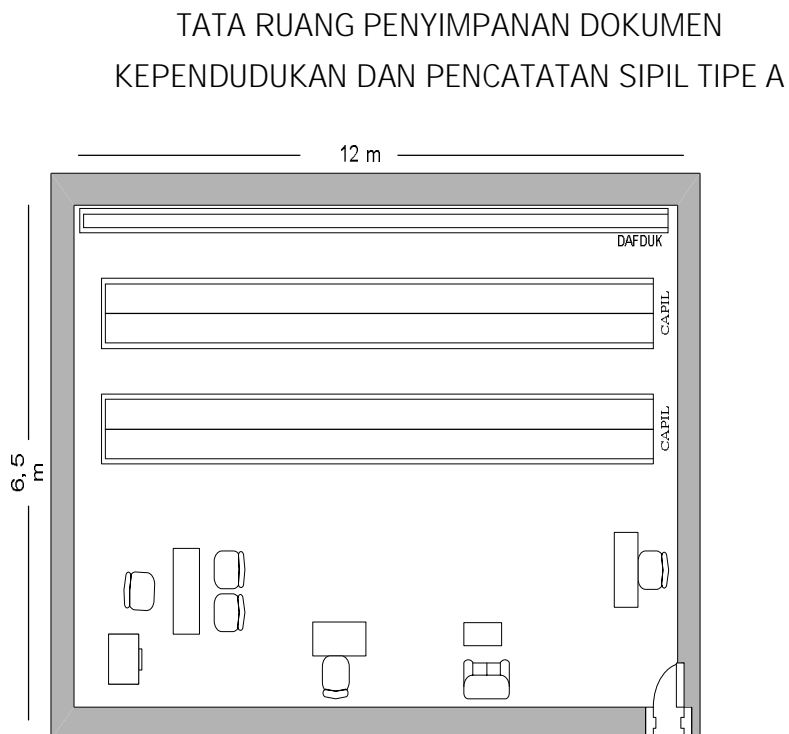 TATA RUANG PENYIMPANAN DOKUMEN
KEPENDUDUKAN DAN PENCATATAN SIPIL TIPE A
12 m
DAFDUK
CAPIL
CAPIL
6,5
m